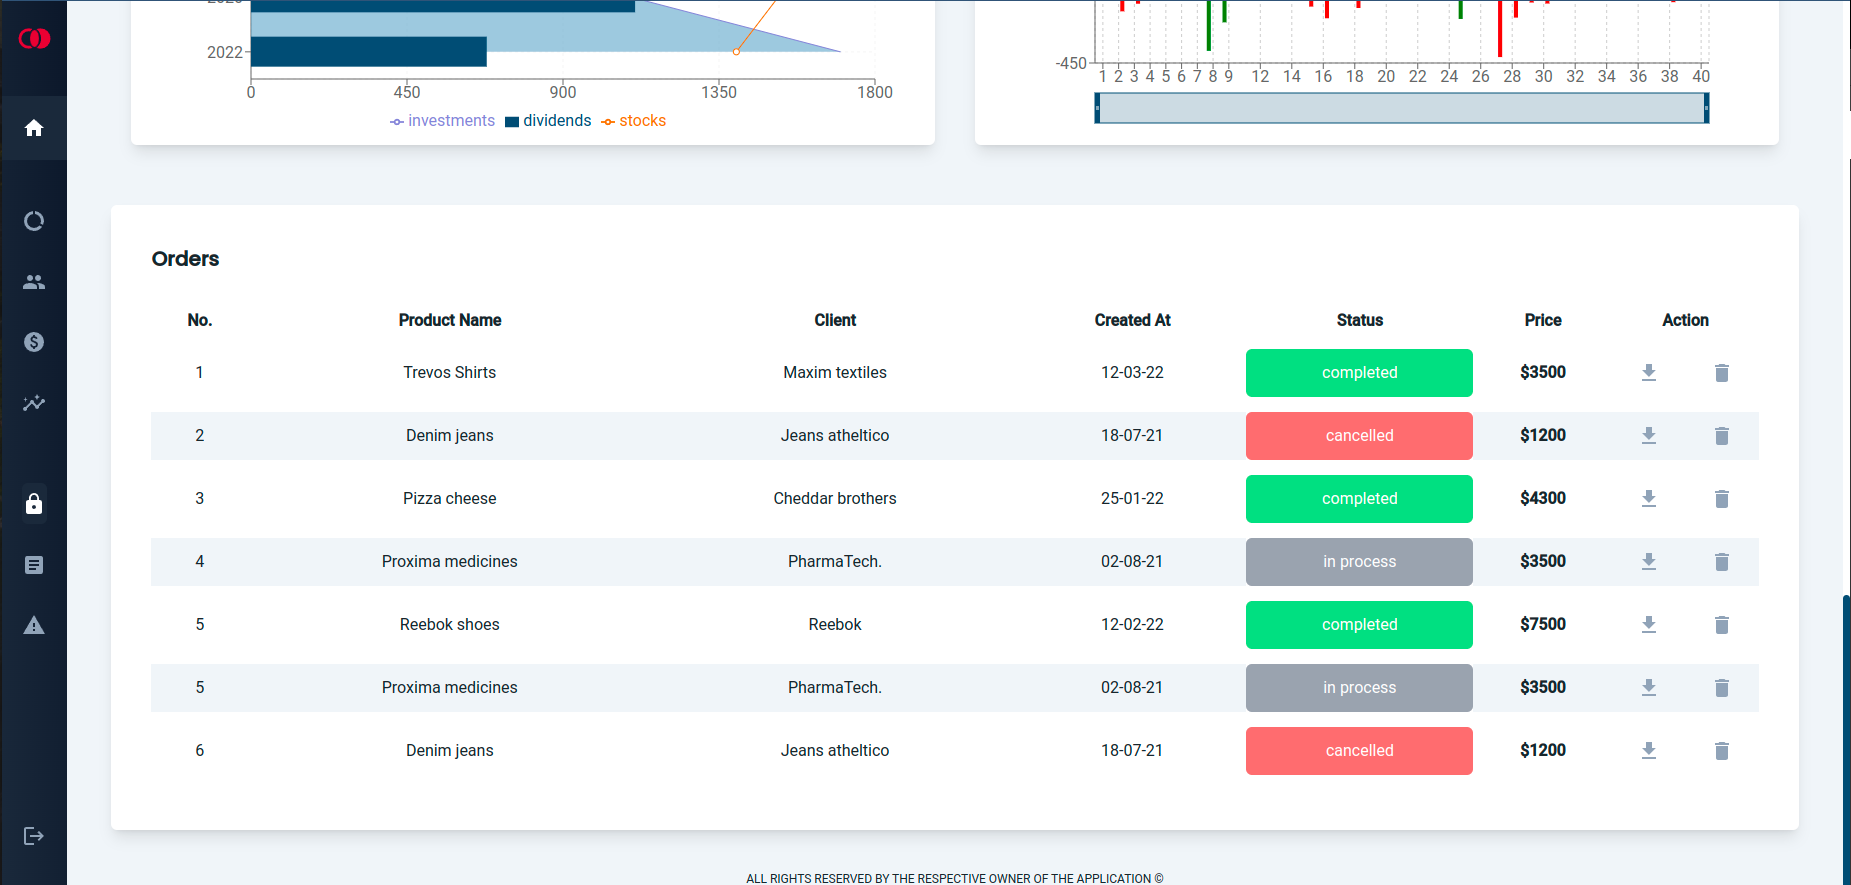 2022
0 450 900 1350 1800
investments dividends stocks
-450
1 2 3 4 5 6 7 8 9 12 14 16 18 20 22 24 26 28 30 32 34 36 38 40
Orders
No. Product Name Client Created At Status Price Action
1 Trevos Shirts Maxim textiles 12-03-22 completed $3500
2 Denim jeans Jeans atheltico 18-07-21 cancelled $1200
3 Pizza cheese Cheddar brothers 25-01-22 completed $4300
4 Proxima medicines PharmaTech. 02-08-21 in process $3500
5 Reebok shoes Reebok 12-02-22 completed $7500
5 Proxima medicines PharmaTech. 02-08-21 in process $3500
6 Denim jeans Jeans atheltico 18-07-21 cancelled $1200
ALL RIGHTS RESERVED BY THE RESPECTIVE OWNER OF THE APPLICATION ©